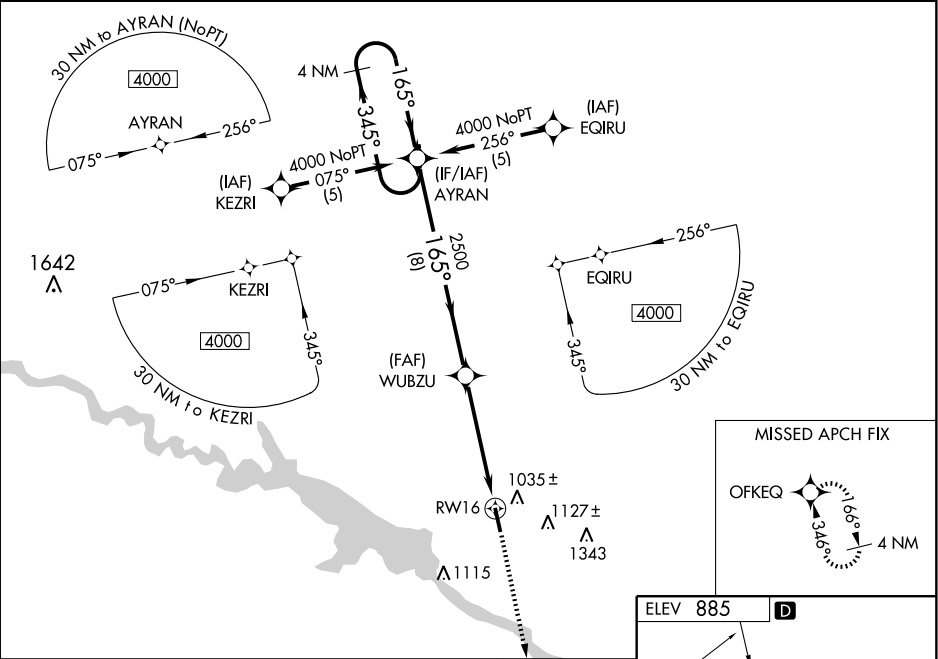 30 NM to AYRAN (NoPT)
4000
AYRAN
075°
256°
4 NM
165°
345°
(IAF)
EQIRU
4000 NoPT
256°
(5)
4000 NoPT
075°
(5)
(IAF)
KEZRI
(IF/IAF)
AYRAN
2500
165°
(8)
1642
075°
KEZRI
4000
345°
30 NM to KEZRI
256°
EQIRU
4000
345°
30 NM to EQIRU
(FAF)
WUBZU
RW16
1035 ±
1127 ±
1343
1115
MISSED APCH FIX
OFKEQ
166°
346°
4 NM
ELEV 885
D